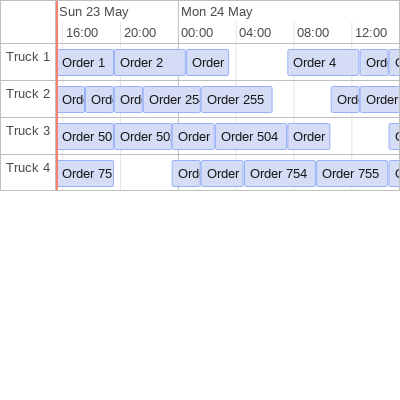 Sun 23 May Mon 24 May
16:00 20:00 00:00 04:00 08:00 12:00
Truck 1 Order 1 Order 2 Order Order 4 Ord
Truck 2 Ord Ord Ord Order 25 Order 255 Ord Order
Truck 3 Order 50 Order 50 Order Order 504 Order
Truck 4 Order 75 Ord Order Order 754 Order 755